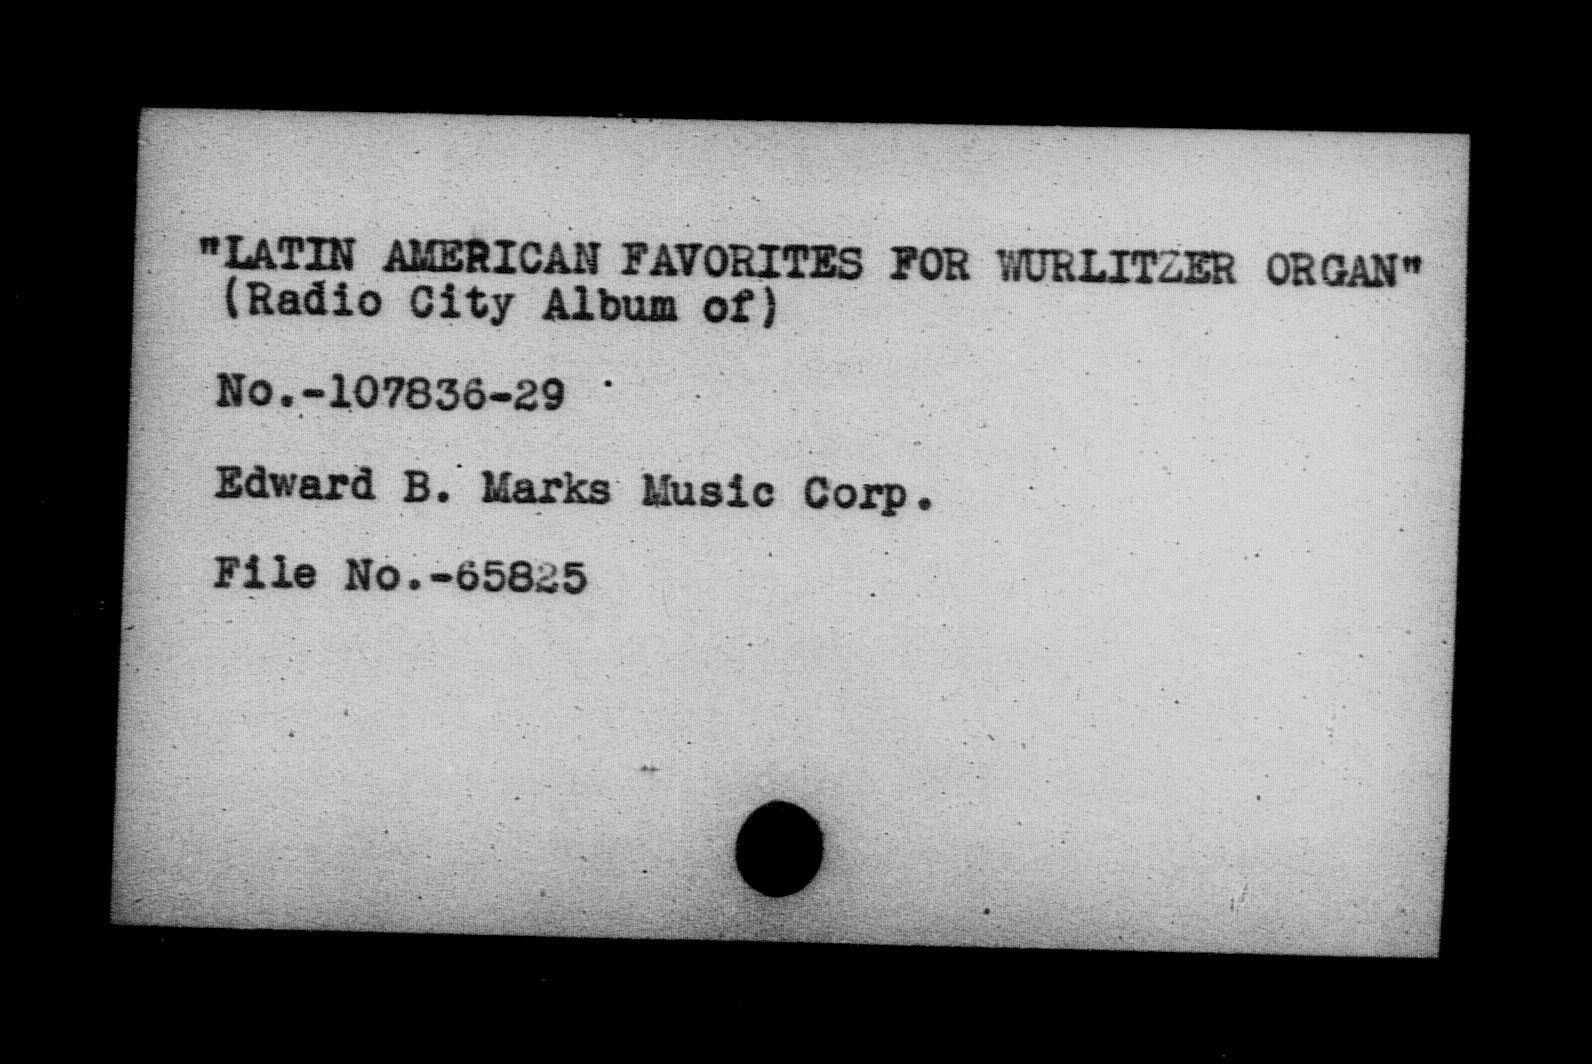 "LATIN AMERICAN FAVORITES FOR WURLITZER ORGAN"
(Radio City Album of)
No.-107836-29
Edward B. Marks Music Corp.
File No.-65825